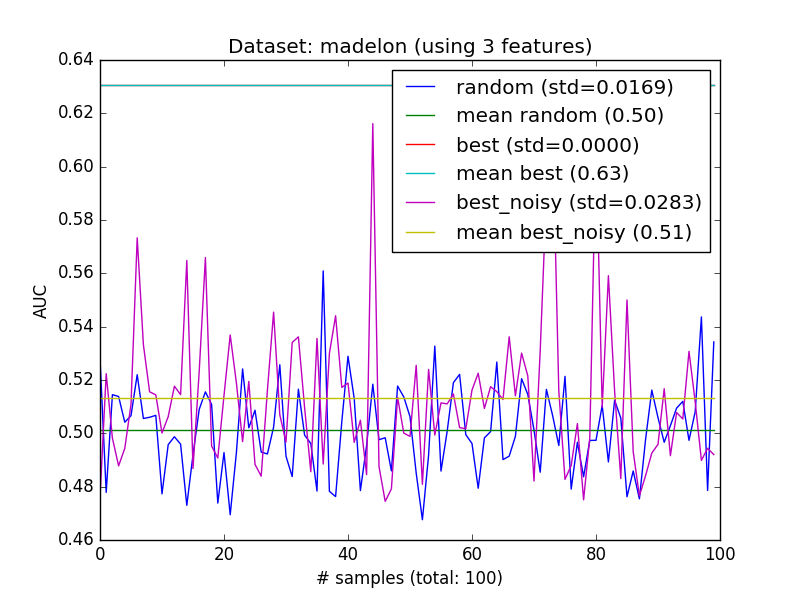 Dataset: madelon (using 3 features)
0.64
0.62
0.60
0.58
0.56
0.54
0.52
0.50
0.48
0.46
AUC
random (std=0.0169)
mean random (0.50)
best (std=0.0000)
mean best (0.63)
best_noisy (std=0.0283)
mean best_noisy (0.51)
0 20 40 60 80 100
# samples (total: 100)